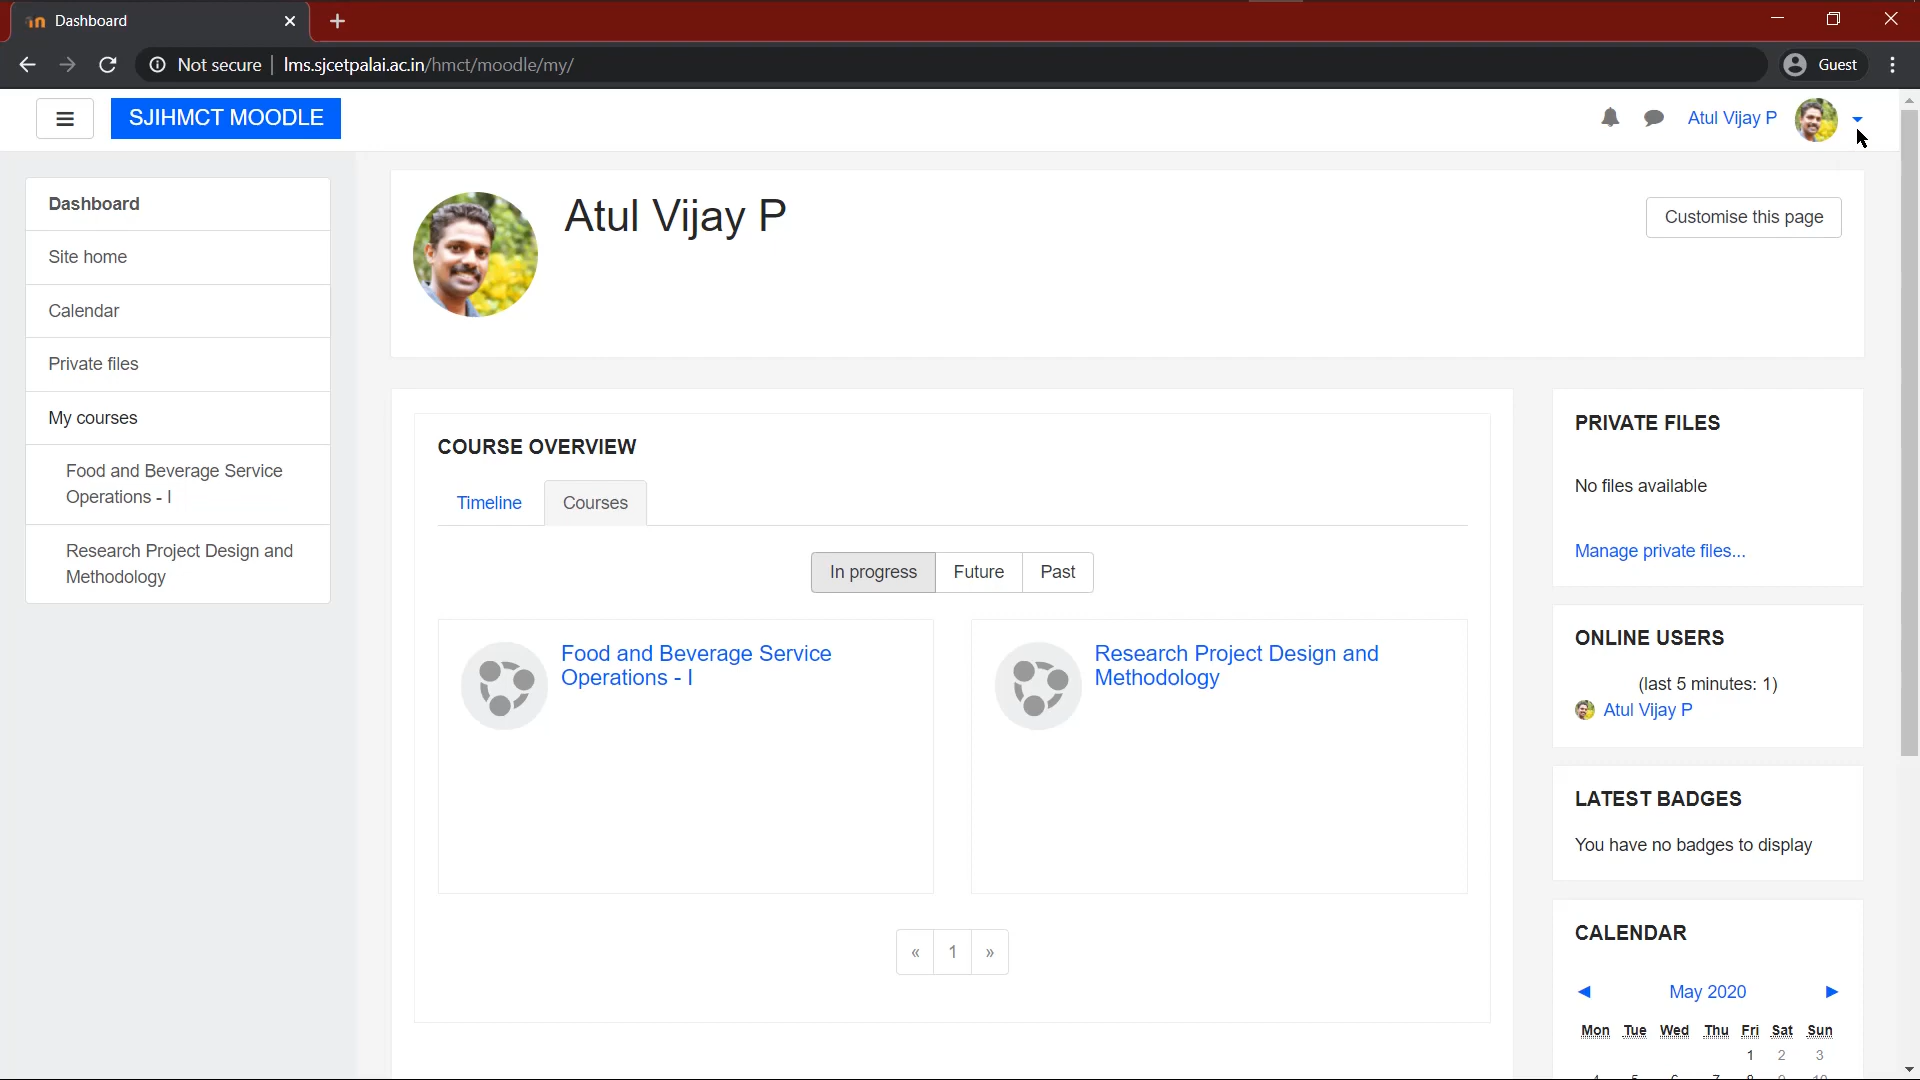 Dashboard
Not secure | lms.sjcetpalai.ac.in/hmct/moodle/my/
Guest
SJIHMCT MOODLE
Atul Vijay P
Dashboard
Site home
Calendar
Private files
My courses
Food and Beverage Service
Operations - I
Research Project Design and
Methodology
Atul Vijay P
Customise this page
COURSE OVERVIEW
Timeline
Courses
In progress
Future
Past
Food and Beverage Service
Operations - I
Research Project Design and
Methodology
« 1 »
PRIVATE FILES
No files available
Manage private files...
ONLINE USERS
(last 5 minutes: 1)
Atul Vijay P
LATEST BADGES
You have no badges to display
CALENDAR
◄ May 2020 ►
Mon Tue Wed Thu Fri Sat Sun
1 2 3